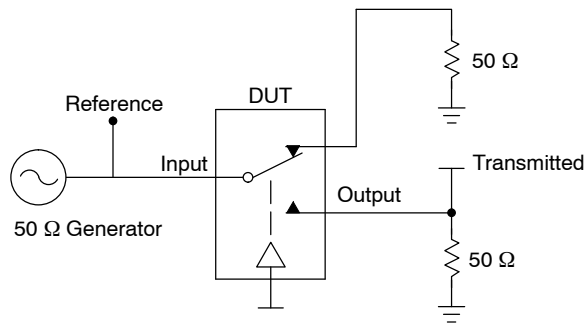 50 Ω
DUT
Reference
Input
Transmitted
Output
50 Ω Generator
50 Ω